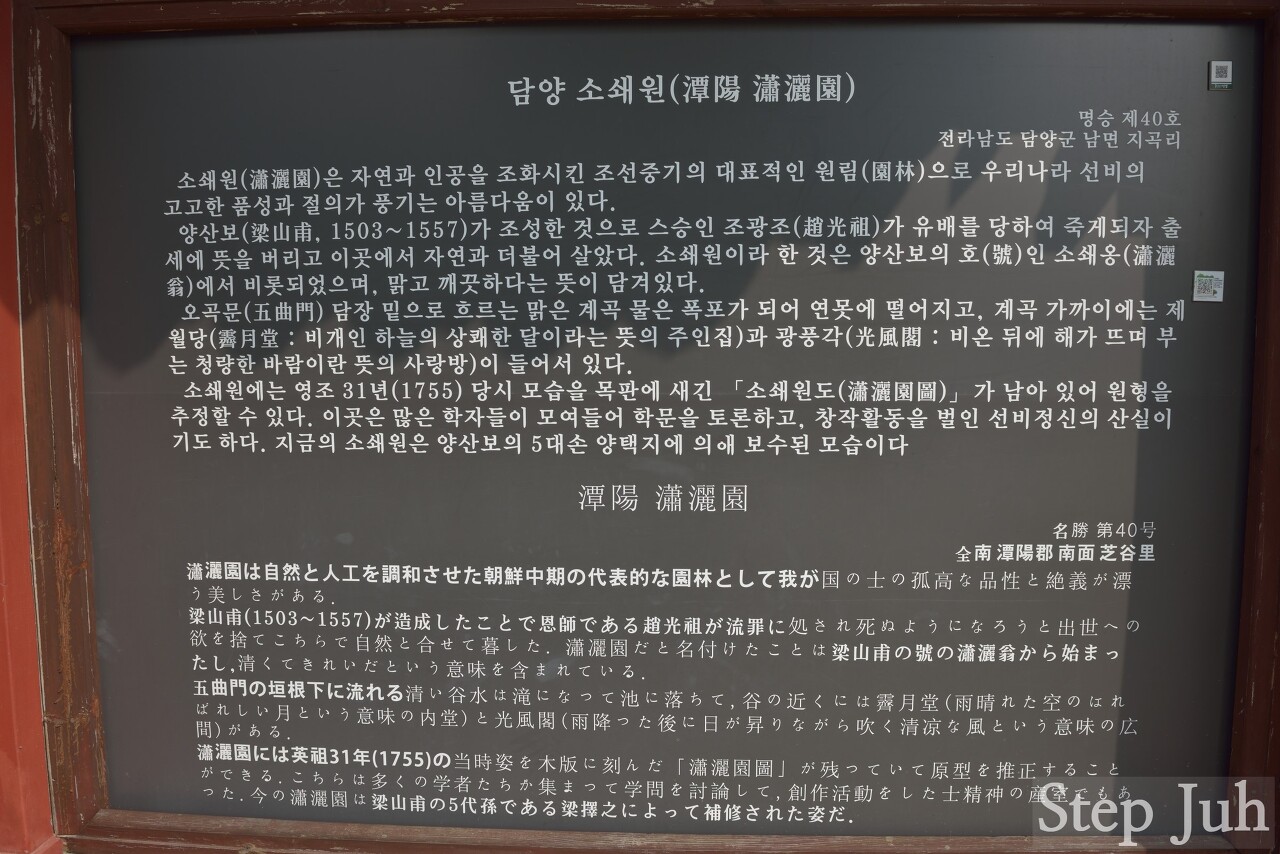 담양 소쇄원(潭陽 瀟灑園)
명승 제40호
전라남도 담양군 남면 지곡리
소쇄원(瀟灑園)은 자연과 인공을 조화시킨 조선중기의 대표적인 원림(園林)으로 우리나라 선비의
고고한 품성과 절의가 풍기는 아름다움이 있다.
양산보(梁山甫, 1503~1557)가 조성한 것으로 스승인 조광조(趙光祖)가 유배를 당하여 죽게되자 출
세에 뜻을 버리고 이곳에서 자연과 더불어 살았다. 소쇄원이라 한 것은 양산보의 호(號)인 소쇄옹(瀟灑
翁)에서 비롯되었으며, 맑고 깨끗하다는 뜻이 담겨있다.
오곡문(五曲門) 담장 밑으로 흐르는 맑은 계곡 물은 폭포가 되어 연못에 떨어지고, 계곡 가까이에는 제
월당(霽月堂 : 비개인 하늘의 상쾌한 달이라는 뜻의 주인집)과 광풍각(光風閣 : 비온 뒤에 해가 뜨며 부
는 청량한 바람이란 뜻의 사랑방)이 들어서 있다.
소쇄원에는 영조 31년(1755) 당시 모습을 목판에 새긴 「소쇄원도(瀟灑園圖)」가 남아 있어 원형을
추정할 수 있다. 이곳은 많은 학자들이 모여들어 학문을 토론하고, 창작활동을 벌인 선비정신의 산실이
기도 하다. 지금의 소쇄원은 양산보의 5대손 양택지에 의애 보수된 모습이다
潭陽 瀟灑園
名勝 第40号
全南 潭陽郡 南面 芝谷里
瀟灑園は自然と人工を調和させた朝鮮中期の代表的な園林として我が国の士の孤高な品性と絶義が漂
う美しさがある.
梁山甫(1503~1557)が造成したことで恩師である趙光祖が流罪に処され死ぬようになろうと出世への
欲を捨てこちらで自然と合せて暮した. 瀟灑園だと名付けたことは梁山甫の號の瀟灑翁から始まっ
たし,清くてきれいだという意味を含まれている.
五曲門の垣根下に流れる清い谷水は滝になって池に落ちて,谷の近くには霽月堂(雨晴れた空のはれ
ばれしい月という意味の内堂)と光風閣(雨降った後に日が昇りながら吹く清凉な風という意味の広
間)がある.
瀟灑園には英祖31年(1755)の当時姿を木版に刻んだ「瀟灑園圖」が残っていて原型を推正すること
ができる.こちらは多くの学者たちが集まって学問を討論して,創作活動をした士精神の産室でもあ
った.今の瀟灑園は梁山甫の5代孫である梁擇之によって補修された姿だ.
Step Juh